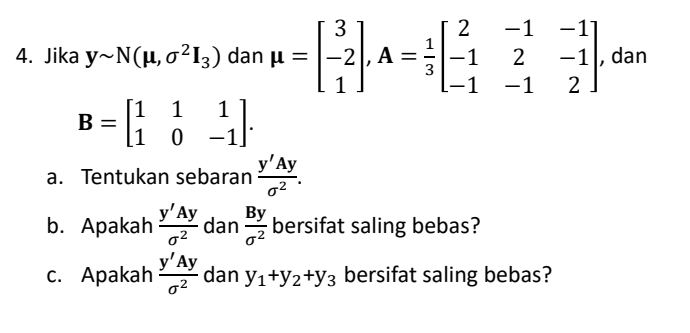 4. Jika y~N(μ, σ²I₃) dan μ = [3 -2 1], A = 1/3 [2 −1 −1 −1 2 −1 −1 −1 2], dan
B = [1 1 1 1 0 −1].
a. Tentukan sebaran y′Ay/σ².
b. Apakah y′Ay/σ² dan By/σ² bersifat saling bebas?
c. Apakah y′Ay/σ² dan y₁+y₂+y₃ bersifat saling bebas?